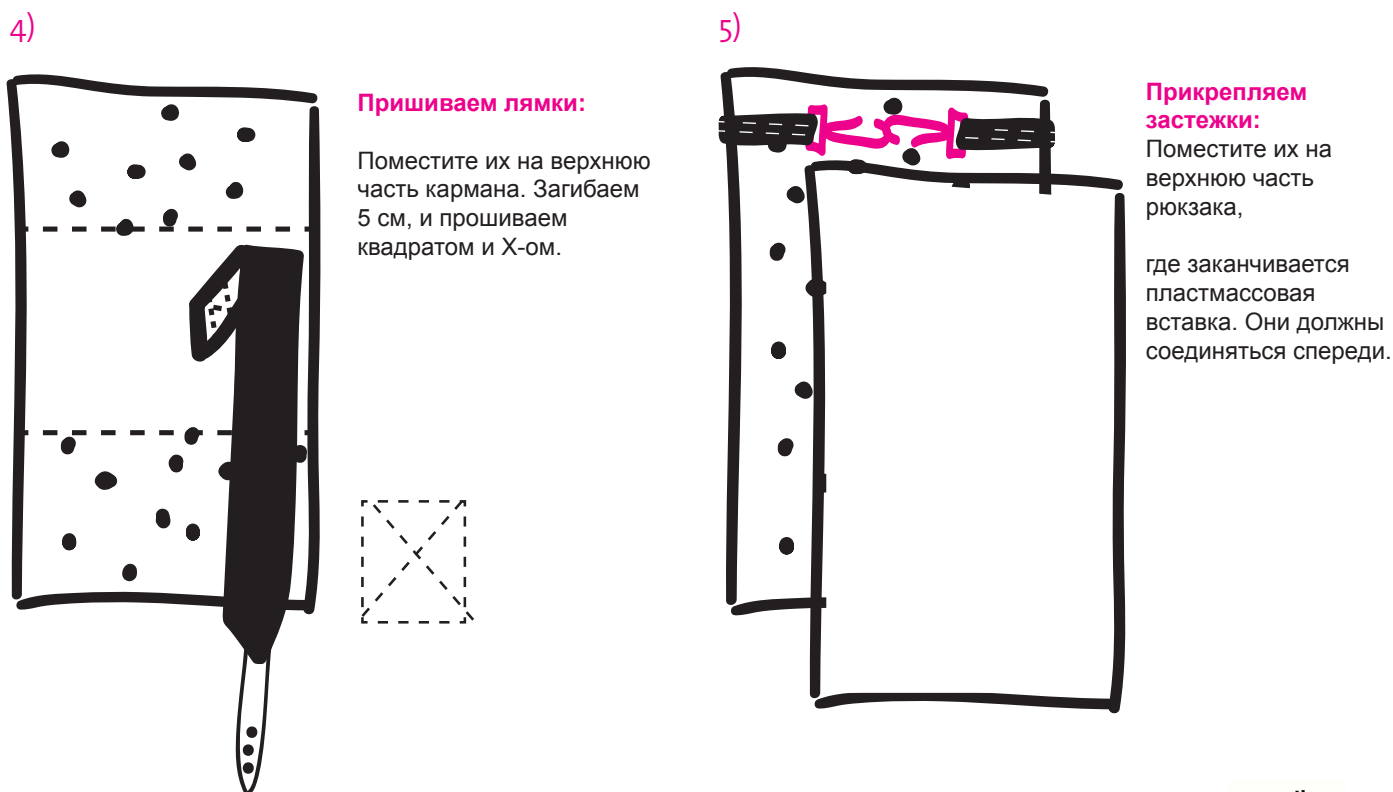 4)
Пришиваем лямки:
Поместите их на верхнюю
часть кармана. Загибаем
5 см, и прошиваем
квадратом и Х-ом.
5)
Прикрепляем
застежки:
Поместите их на
верхнюю часть
рюкзака,
где заканчивается
пластмассовая
вставка. Они должны
соединяться спереди.